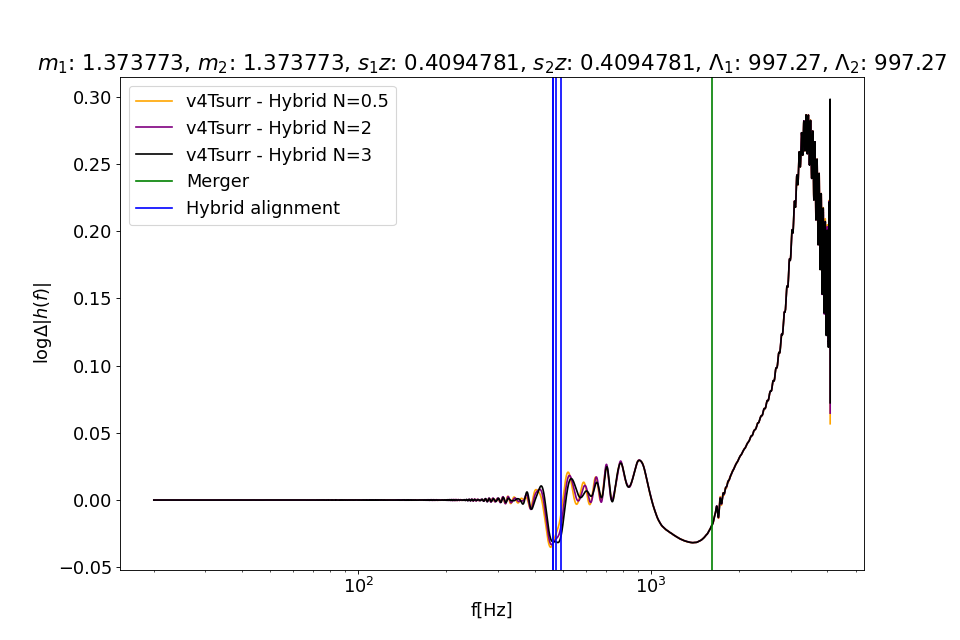 m₁: 1.373773, m₂: 1.373773, s₁z: 0.4094781, s₂z: 0.4094781, Λ₁: 997.27, Λ₂: 997.27
v4Tsurr - Hybrid N=0.5
v4Tsurr - Hybrid N=2
v4Tsurr - Hybrid N=3
Merger
Hybrid alignment
logΔ|h(f)|
0.30
0.25
0.20
0.15
0.10
0.05
0.00
−0.05
10²
10³
f[Hz]